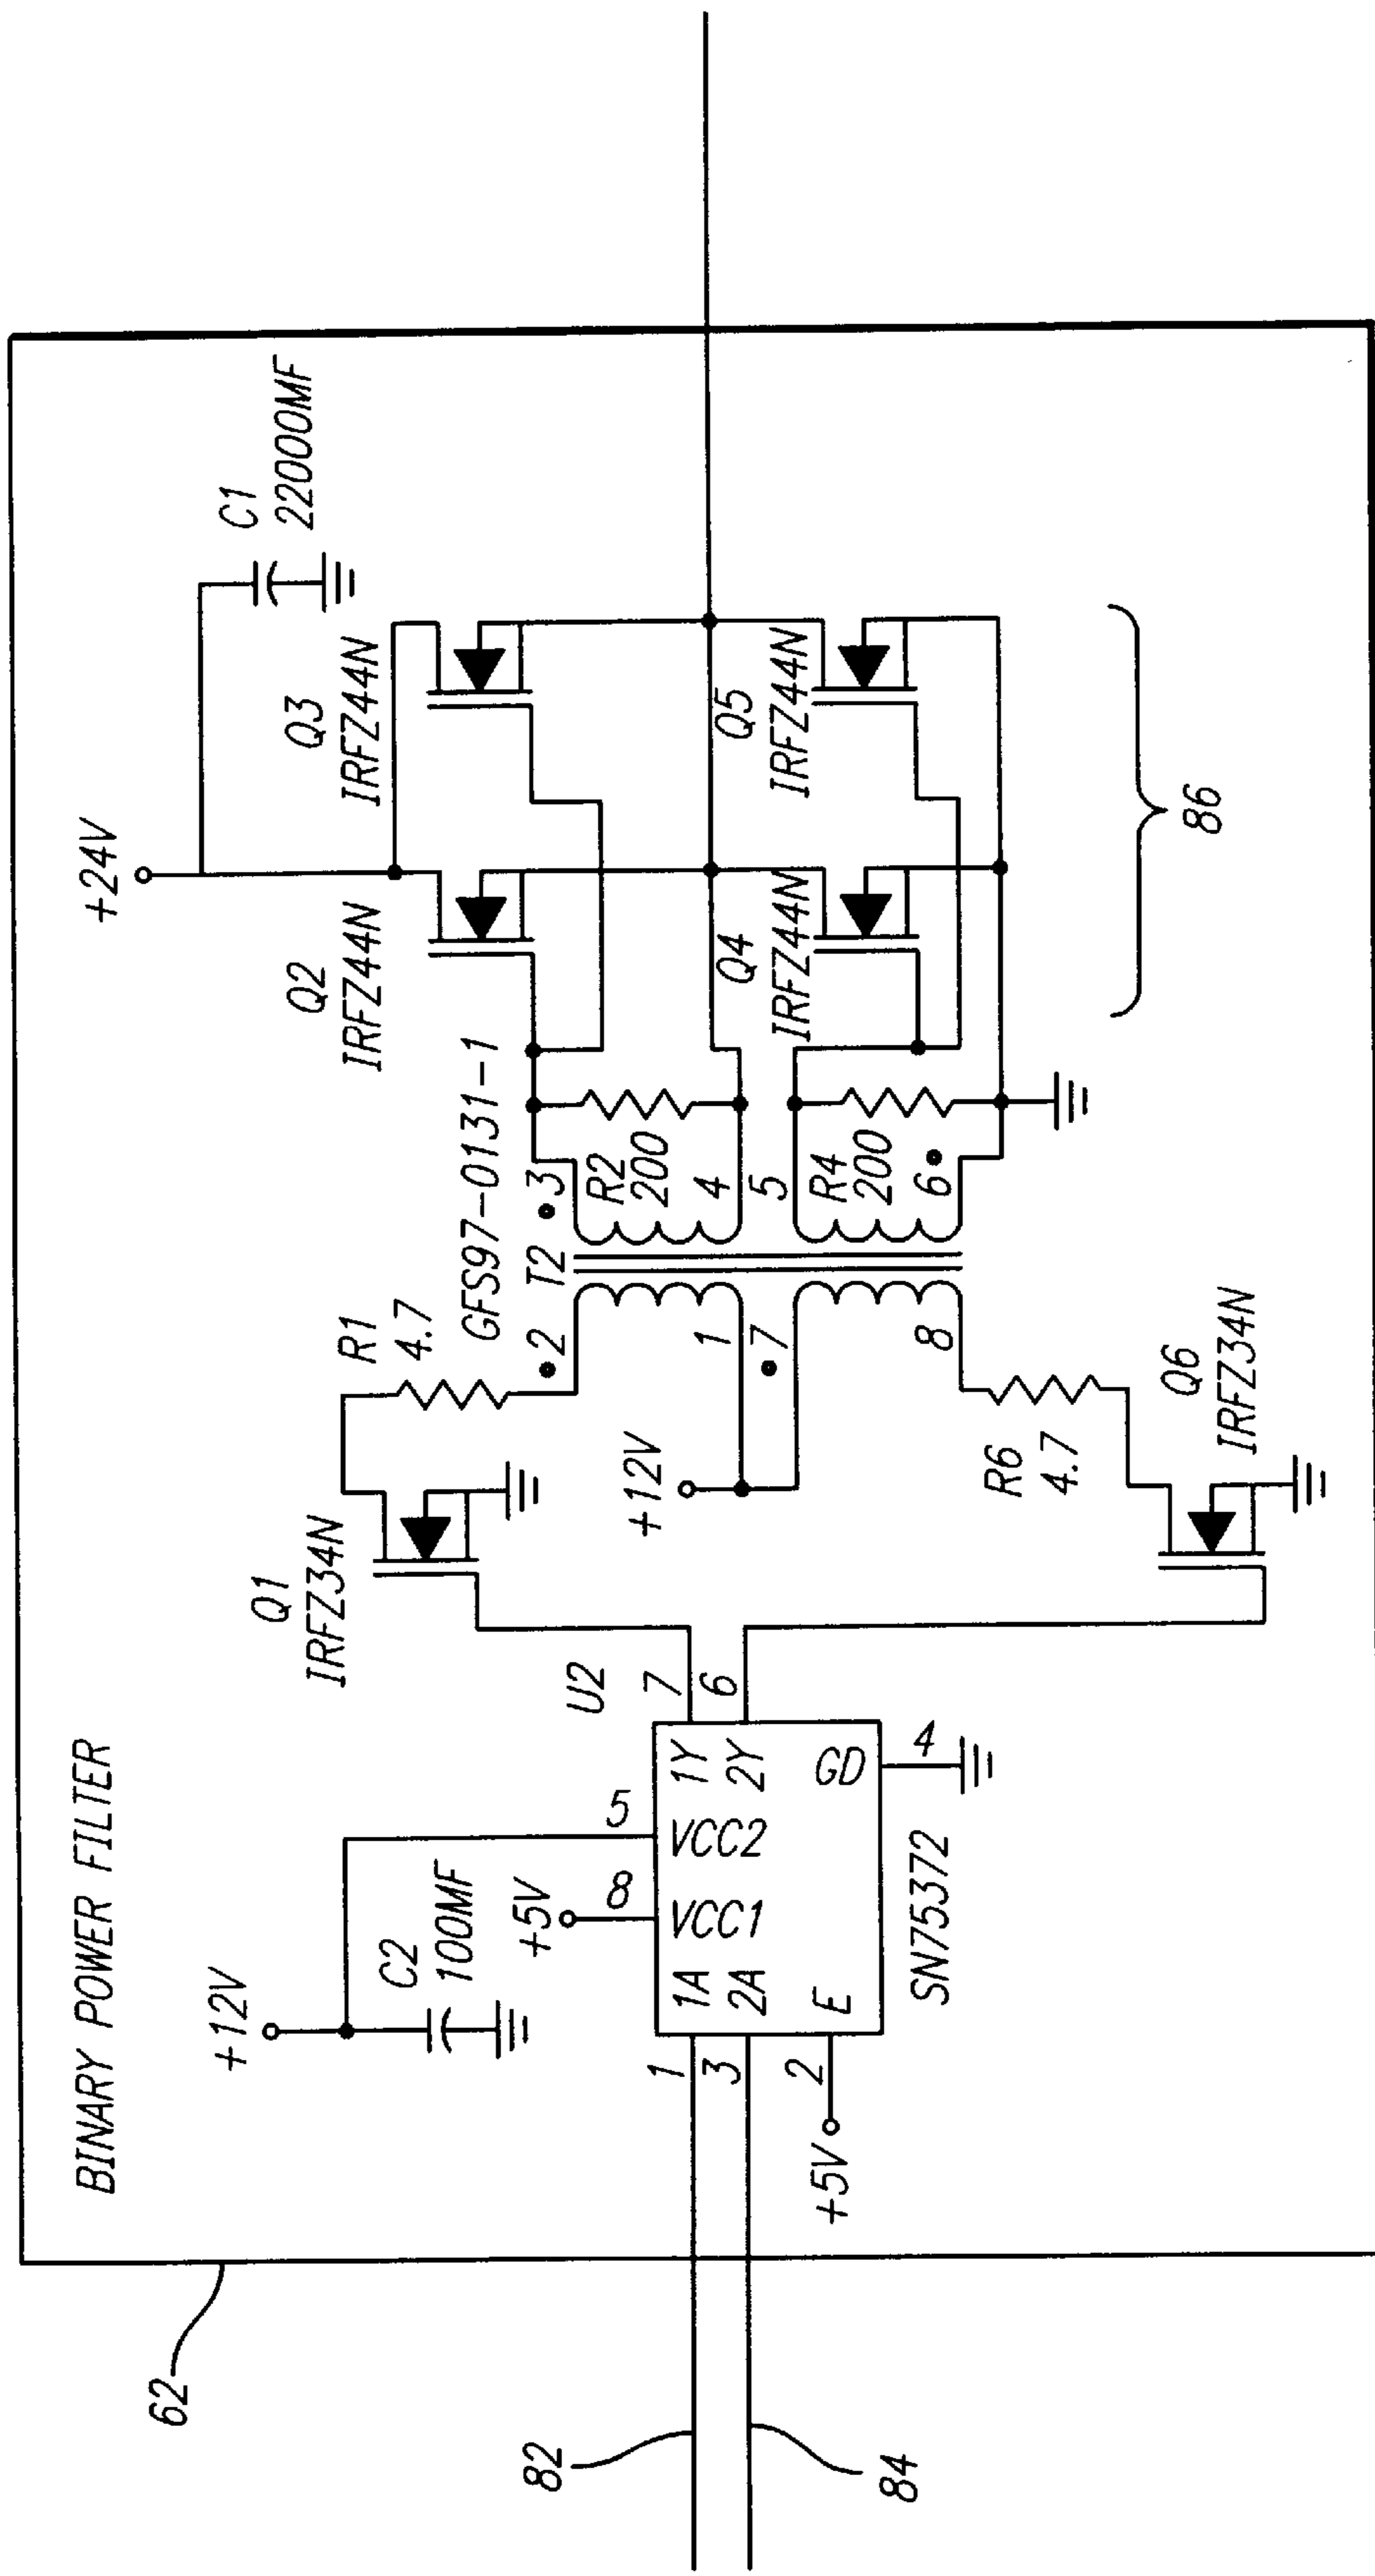 BINARY POWER FILTER
62
82
84
+12V
C2
100MF
+5V
8
5
1
3
2
+5V
1A
2A
E
VCC1
VCC2
1Y
2Y
GD
SN75372
U2
7
6
4
Q1
IRFZ34N
R1
4.7
+12V
R6
4.7
Q6
IRFZ34N
GFS97-0131-1
T2
2
3
1
4
7
5
8
6
R2
200
R4
200
+24V
C1
22000MF
Q2
IRFZ44N
Q3
IRFZ44N
Q4
IRFZ44N
Q5
IRFZ44N
86